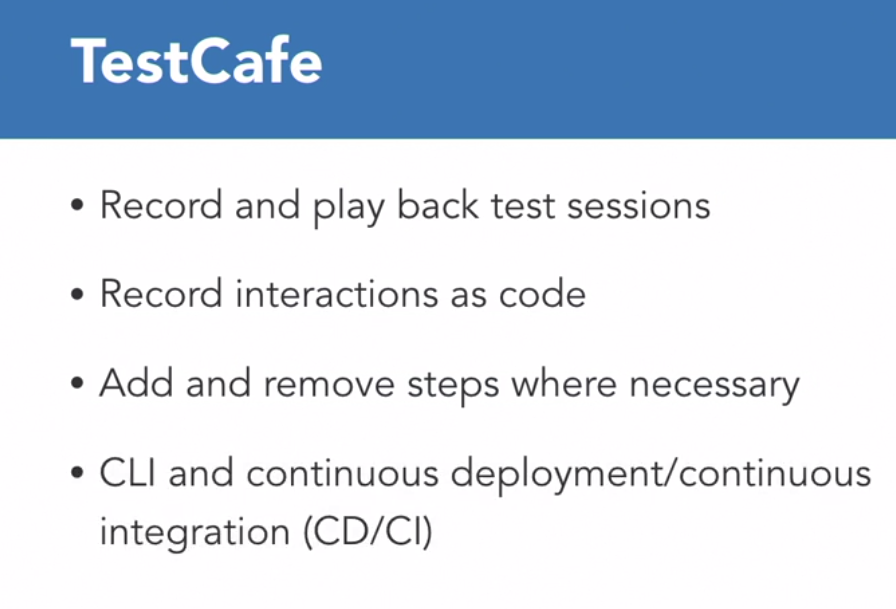 TestCafe
• Record and play back test sessions
• Record interactions as code
• Add and remove steps where necessary
• CLI and continuous deployment/continuous
integration (CD/CI)